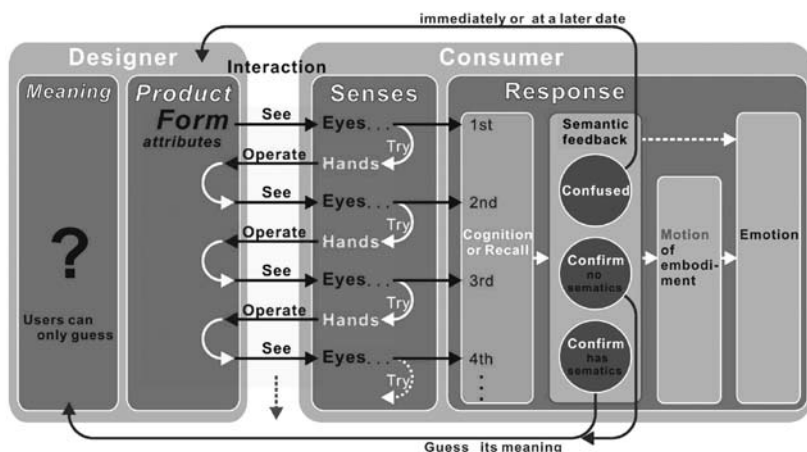 immediately or at a later date
Designer
Consumer
Interaction
Meaning
Product
Form
attributes
Senses
Response
?
Users can
only guess
See
Eyes...
Try
1st
Operate
Hands
See
Eyes...
Try
2nd
Operate
Hands
See
Eyes...
Try
3rd
Operate
Hands
See
Eyes...
Try
4th
Cognition
or Recall
Semantic
feedback
Confused
Confirm
no
sematics
Confirm
has
sematics
Motion
of
embodi-
ment
Emotion
Guess its meaning